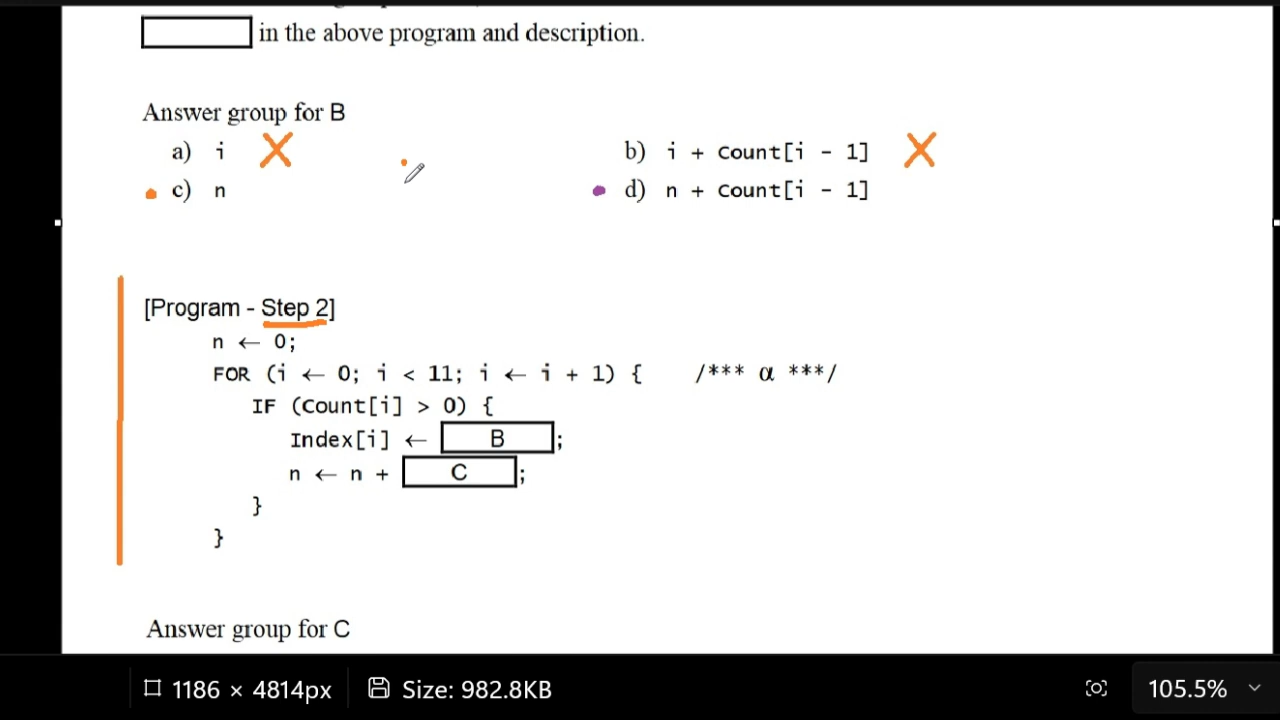 in the above program and description.
Answer group for B
a) i
b) i + Count[i - 1]
c) n
d) n + Count[i - 1]
[Program - Step 2]
n ← 0;
FOR (i ← 0; i < 11; i ← i + 1) { /*** α ***/
IF (Count[i] > 0) {
Index[i] ← B ;
n ← n + C ;
}
}
Answer group for C
1186 × 4814px Size: 982.8KB 105.5%